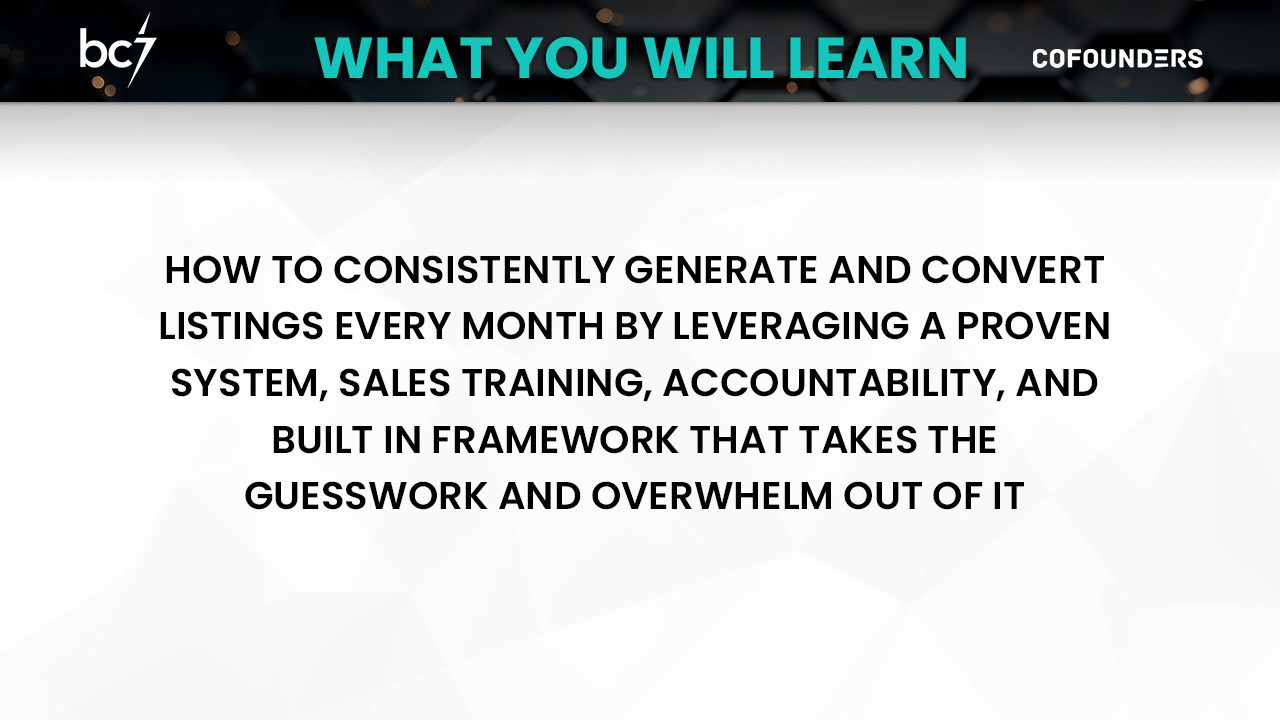 bc7
WHAT YOU WILL LEARN
COFOUNDERS
HOW TO CONSISTENTLY GENERATE AND CONVERT
LISTINGS EVERY MONTH BY LEVERAGING A PROVEN
SYSTEM, SALES TRAINING, ACCOUNTABILITY, AND
BUILT IN FRAMEWORK THAT TAKES THE
GUESSWORK AND OVERWHELM OUT OF IT